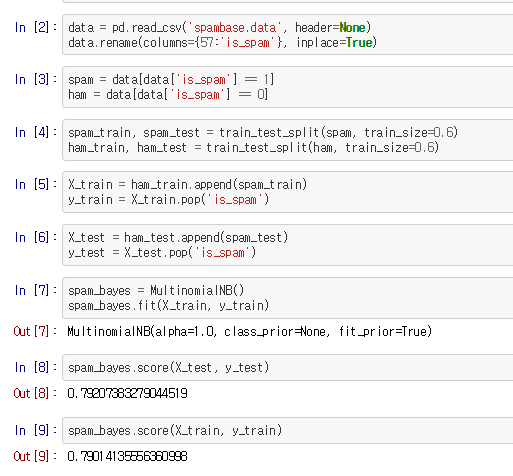 In [2]: data = pd.read_csv('spambase.data', header=None)
data.rename(columns={57:'is_spam'}, inplace=True)
In [3]: spam = data[data['is_spam'] == 1]
ham = data[data['is_spam'] == 0]
In [4]: spam_train, spam_test = train_test_split(spam, train_size=0.6)
ham_train, ham_test = train_test_split(ham, train_size=0.6)
In [5]: X_train = ham_train.append(spam_train)
y_train = X_train.pop('is_spam')
In [6]: X_test = ham_test.append(spam_test)
y_test = X_test.pop('is_spam')
In [7]: spam_bayes = MultinomialNB()
spam_bayes.fit(X_train, y_train)
Out[7]: MultinomialNB(alpha=1.0, class_prior=None, fit_prior=True)
In [8]: spam_bayes.score(X_test, y_test)
Out[8]: 0.79207383279044519
In [9]: spam_bayes.score(X_train, y_train)
Out[9]: 0.79014135556360998